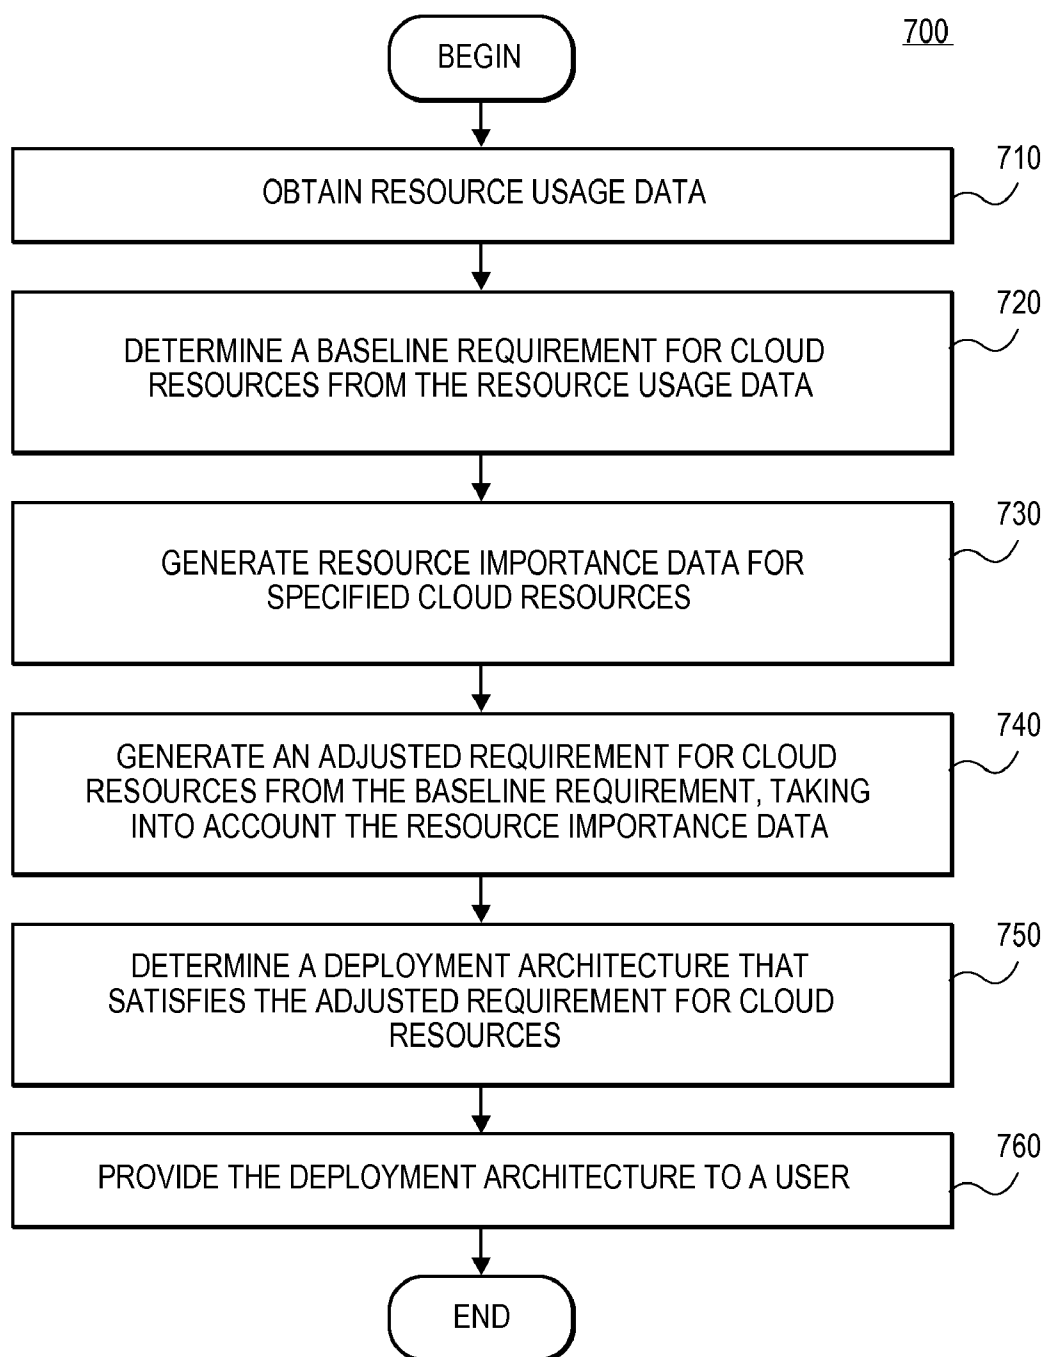 700
BEGIN
710
OBTAIN RESOURCE USAGE DATA
720
DETERMINE A BASELINE REQUIREMENT FOR CLOUD
RESOURCES FROM THE RESOURCE USAGE DATA
730
GENERATE RESOURCE IMPORTANCE DATA FOR
SPECIFIED CLOUD RESOURCES
740
GENERATE AN ADJUSTED REQUIREMENT FOR CLOUD
RESOURCES FROM THE BASELINE REQUIREMENT, TAKING
INTO ACCOUNT THE RESOURCE IMPORTANCE DATA
750
DETERMINE A DEPLOYMENT ARCHITECTURE THAT
SATISFIES THE ADJUSTED REQUIREMENT FOR CLOUD
RESOURCES
760
PROVIDE THE DEPLOYMENT ARCHITECTURE TO A USER
END